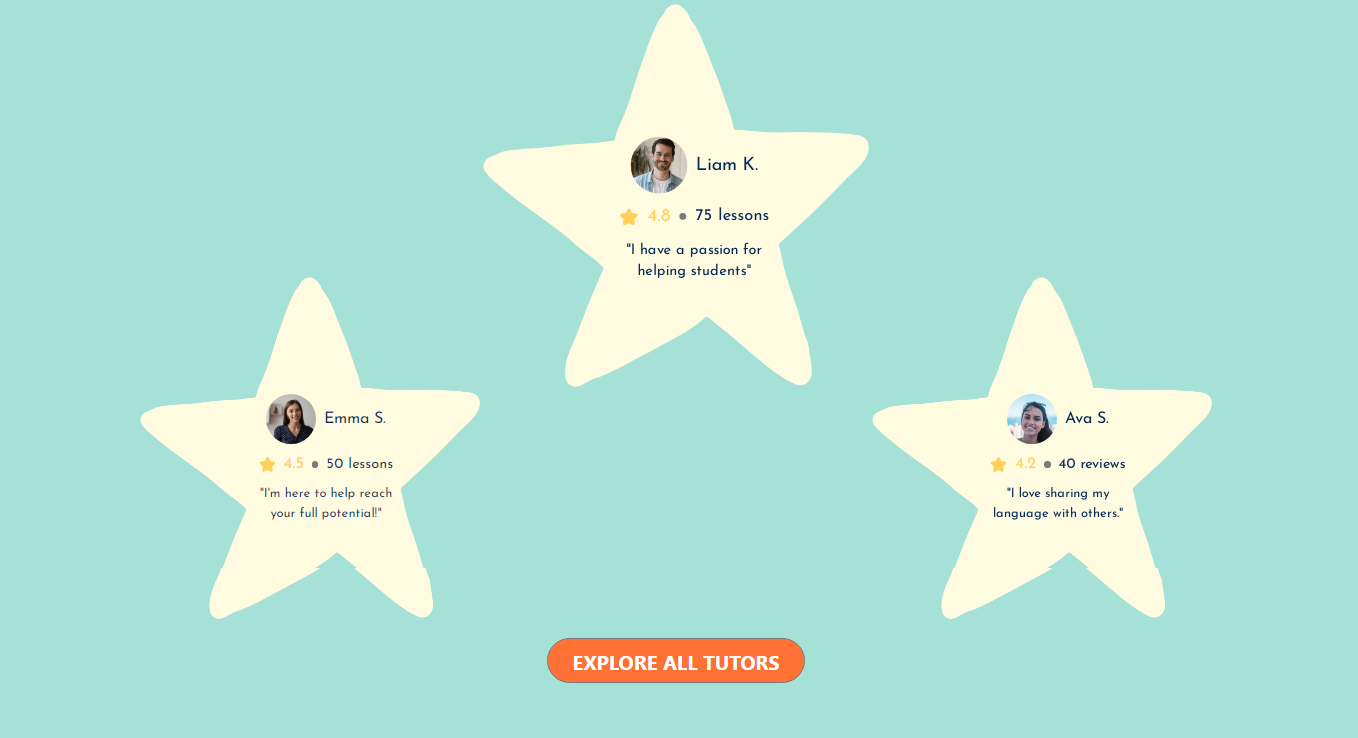 Liam K.
4.8 75 lessons
"I have a passion for
helping students"
Emma S.
4.5 50 lessons
"I'm here to help reach
your full potential!"
Ava S.
4.2 40 reviews
"I love sharing my
language with others."
EXPLORE ALL TUTORS